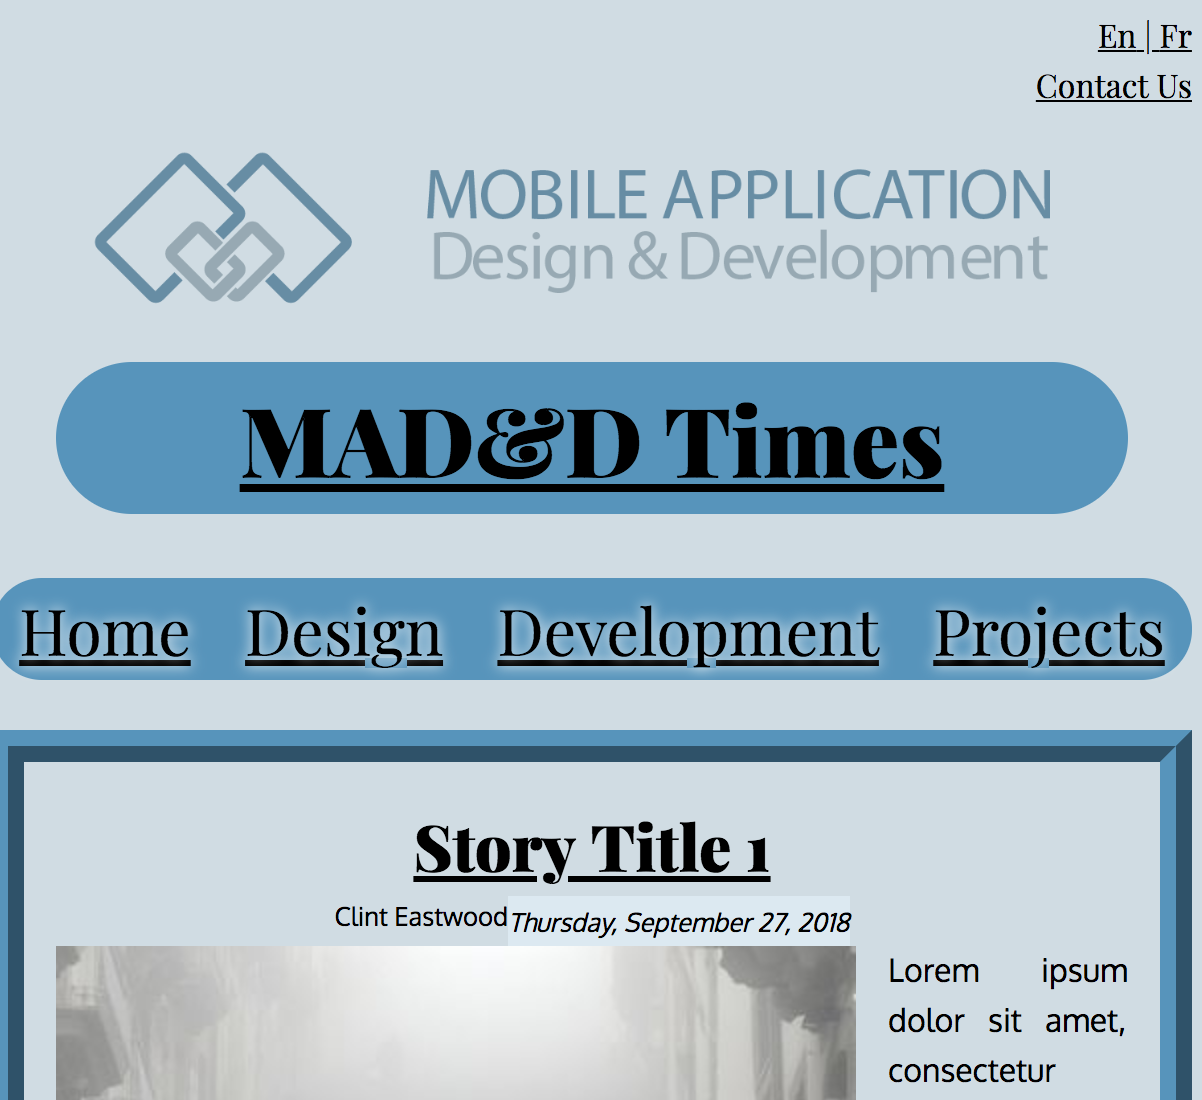 En | Fr
Contact Us
MOBILE APPLICATION
Design & Development
MAD&D Times
Home Design Development Projects
Story Title 1
Clint Eastwood Thursday, September 27, 2018
Lorem ipsum
dolor sit amet,
consectetur